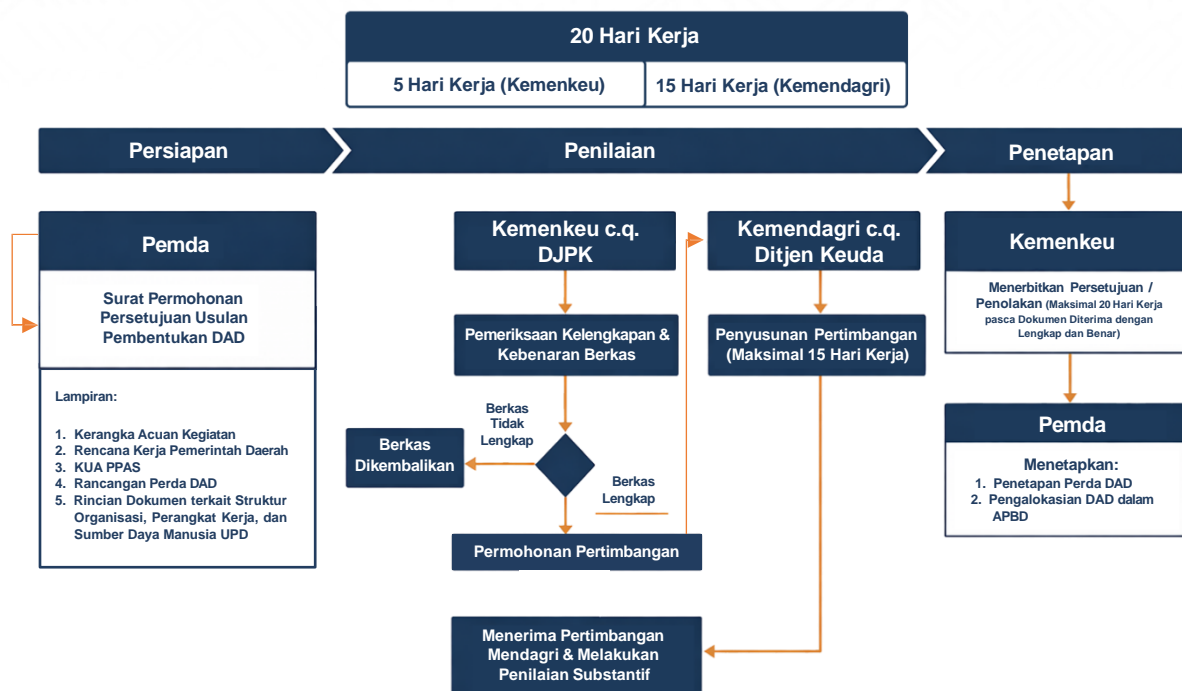 20 Hari Kerja
5 Hari Kerja (Kemenkeu)
15 Hari Kerja (Kemendagri)
Persiapan
Penilaian
Penetapan
Pemda
Surat Permohonan
Persetujuan Usulan
Pembentukan DAD
Lampiran:
1. Kerangka Acuan Kegiatan
2. Rencana Kerja Pemerintah Daerah
3. KUA PPAS
4. Rancangan Perda DAD
5. Rincian Dokumen terkait Struktur
Organisasi, Perangkat Kerja, dan
Sumber Daya Manusia UPD
Kemenkeu c.q.
DJPK
Pemeriksaan Kelengkapan &
Kebenaran Berkas
Berkas
Tidak
Lengkap
Berkas
Dikembalikan
Berkas
Lengkap
Permohonan Pertimbangan
Kemendagri c.q.
Ditjen Keuda
Penyusunan Pertimbangan
(Maksimal 15 Hari Kerja)
Menerima Pertimbangan
Mendagri & Melakukan
Penilaian Substantif
Kemenkeu
Menerbitkan Persetujuan /
Penolakan (Maksimal 20 Hari Kerja
pasca Dokumen Diterima dengan
Lengkap dan Benar)
Pemda
Menetapkan:
1. Penetapan Perda DAD
2. Pengalokasian DAD dalam
APBD